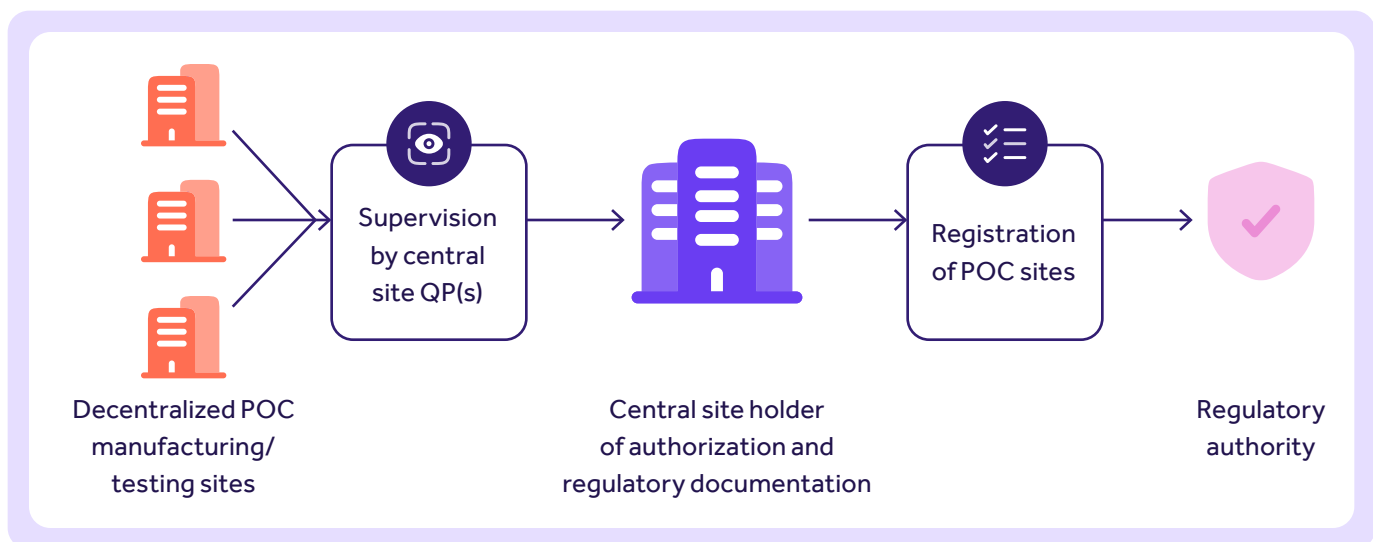 Supervision
by central
site QP(s)
Registration
of POC sites
Decentralized POC
manufacturing/
testing sites
Central site holder
of authorization and
regulatory documentation
Regulatory
authority